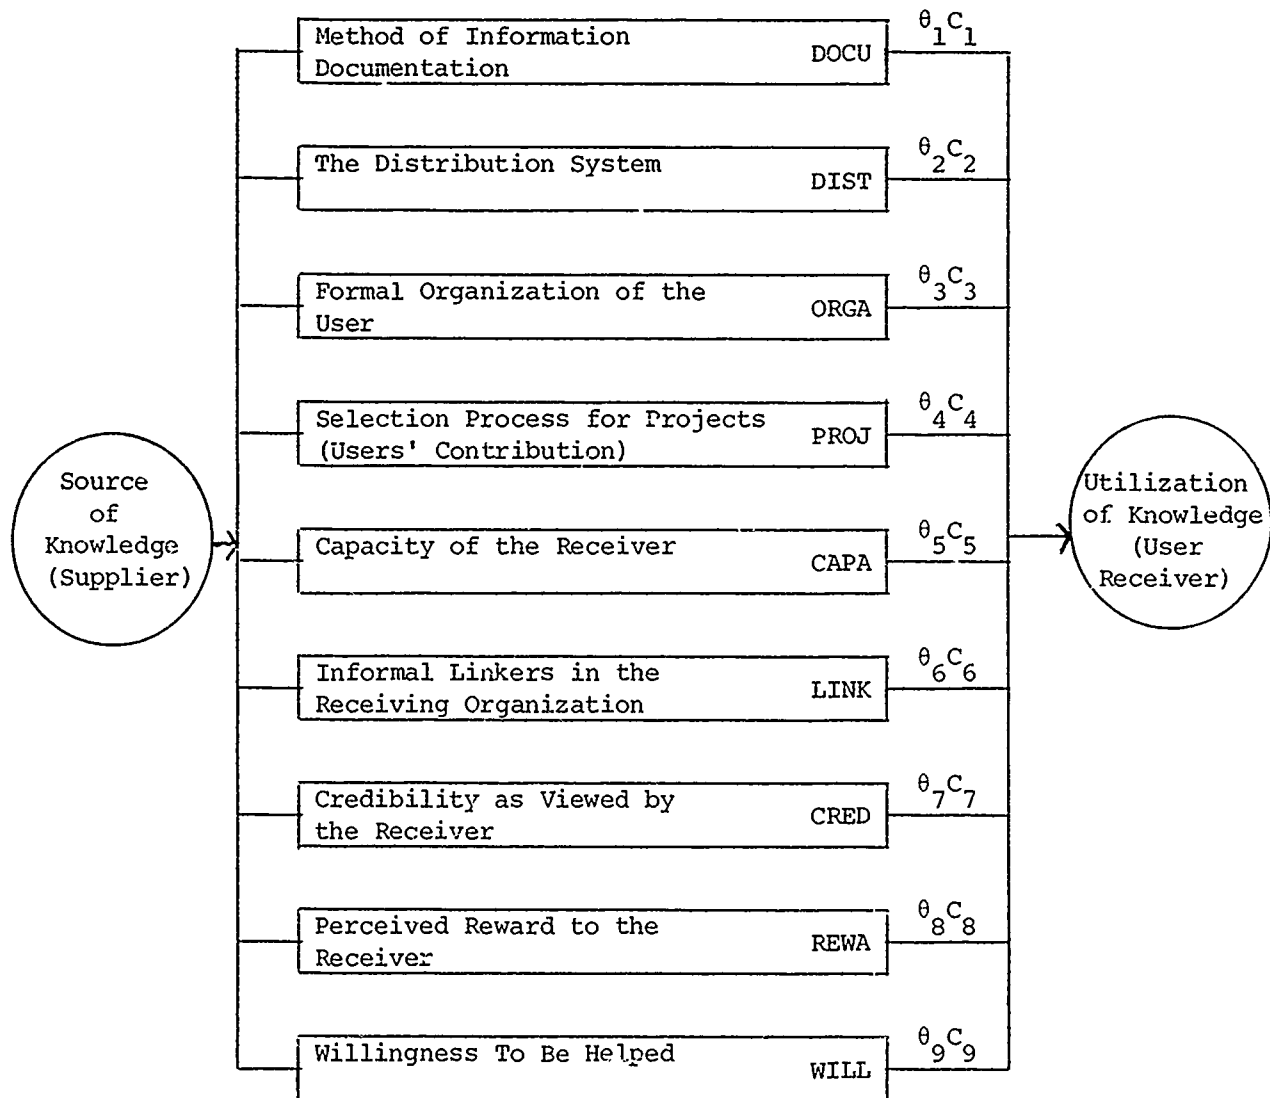 Method of Information
Documentation
DOCU
θ1C1
The Distribution System
DIST
θ2C2
Formal Organization of the
User
ORGA
θ3C3
Selection Process for Projects
(Users' Contribution)
PROJ
θ4C4
Source
of
Knowledge
(Supplier)
Capacity of the Receiver
CAPA
θ5C5
Utilization
of Knowledge
(User
Receiver)
Informal Linkers in the
Receiving Organization
LINK
θ6C6
Credibility as Viewed by
the Receiver
CRED
θ7C7
Perceived Reward to the
Receiver
REWA
θ8C8
Willingness To Be Helped
WILL
θ9C9